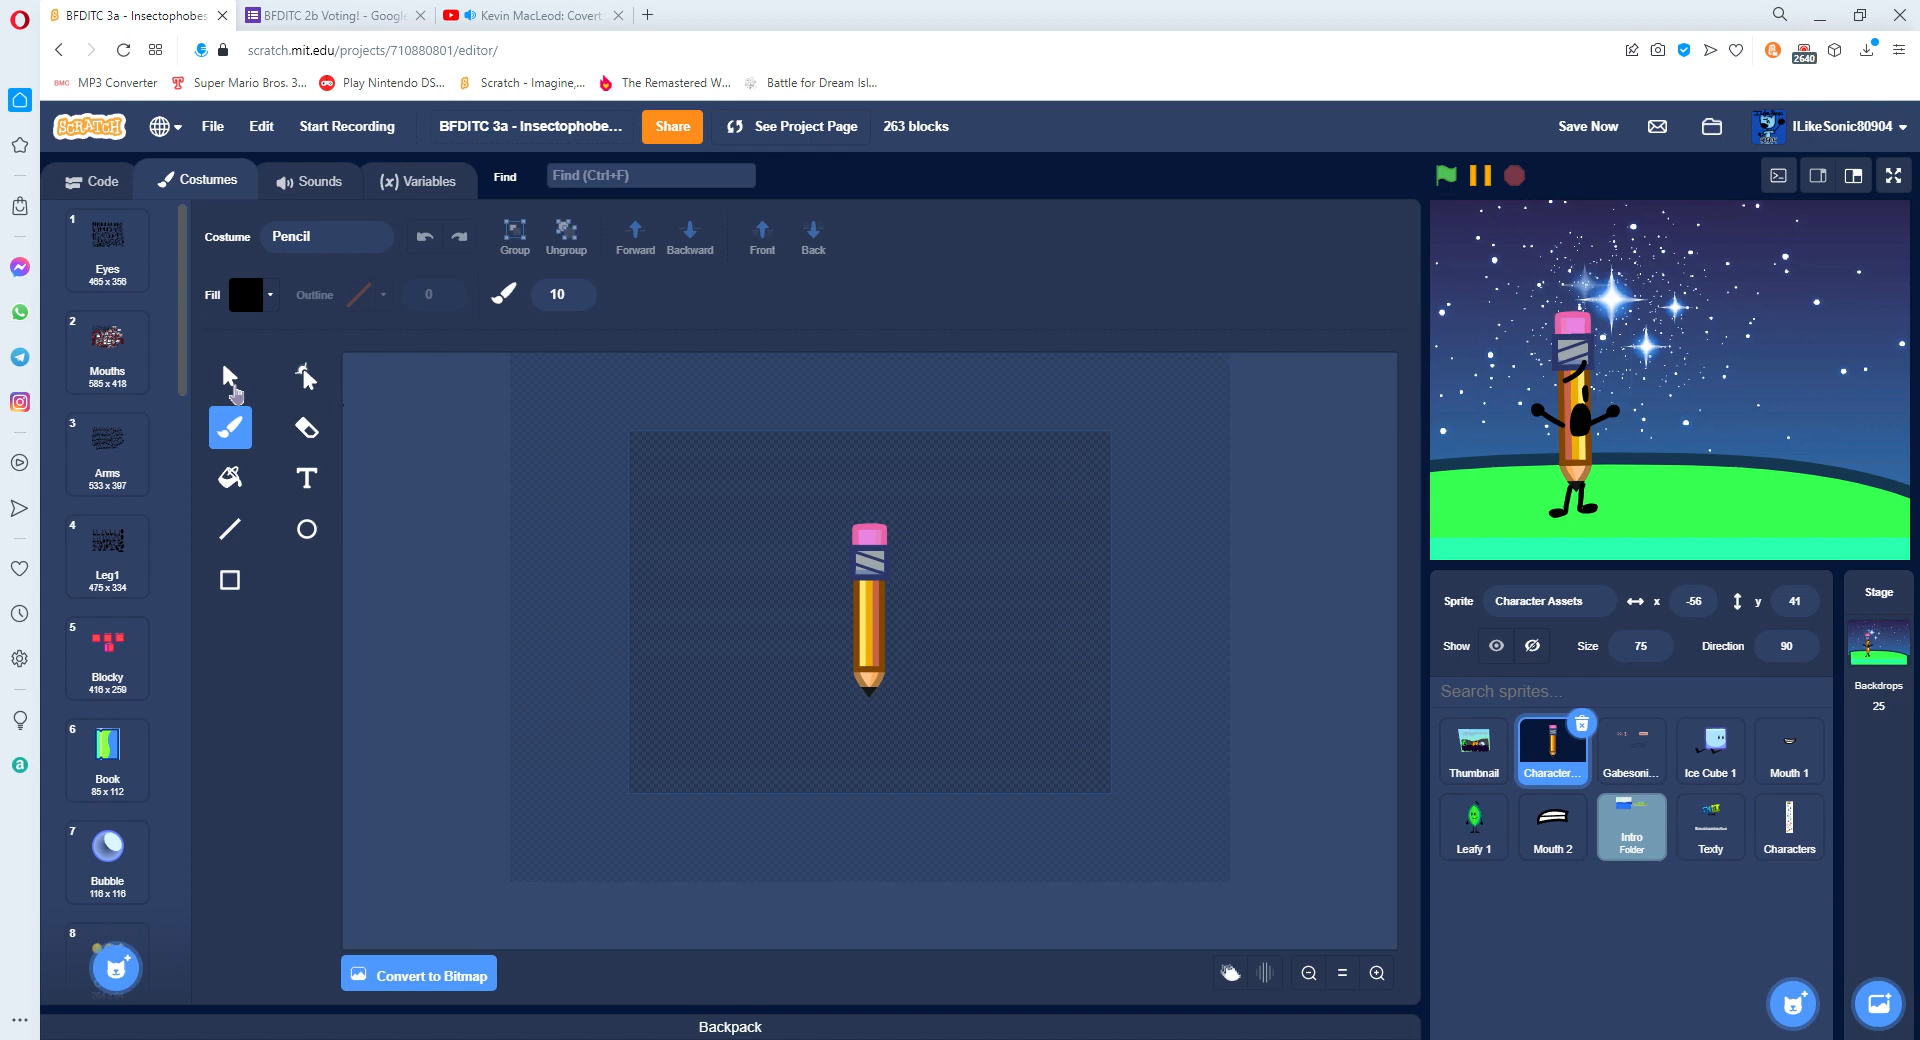 BFDITC 3a - Insectophobes
BFDITC 2b Voting! - Googl
Kevin MacLeod: Covert
scratch.mit.edu/projects/710880801/editor/
2640
BMC MP3 Converter
Super Mario Bros. 3...
Play Nintendo DS...
Scratch - Imagine,...
The Remastered W...
Battle for Dream Isl...
SCRATCH
File
Edit
Start Recording
BFDITC 3a - Insectophobe...
Share
See Project Page
263 blocks
Save Now
ILikeSonic80904
Code
Costumes
Sounds
(x) Variables
Find
Find (Ctrl+F)
Costume
Pencil
Group
Ungroup
Forward
Backward
Front
Back
Fill
Outline
0
10
1
Eyes
465 x 356
2
Mouths
585 x 418
3
Arms
533 x 397
4
Leg1
475 x 334
5
Blocky
416 x 259
6
Book
85 x 112
7
Bubble
116 x 116
8
T
Convert to Bitmap
=
Backpack
Sprite
Character Assets
x
-56
y
41
Show
Size
75
Direction
90
Search sprites...
Thumbnail
Character...
Gabesoni...
Ice Cube 1
Mouth 1
Leafy 1
Mouth 2
Intro
Folder
Texty
Characters
Stage
Backdrops
25